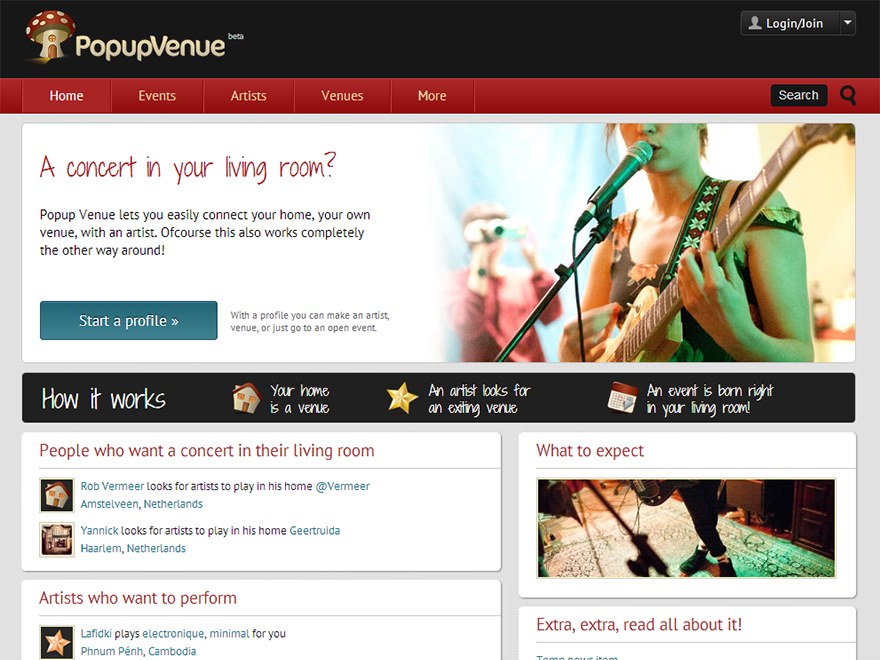 PopupVenue beta
Login/Join
Home
Events
Artists
Venues
More
Search
A concert in your living room?
Popup Venue lets you easily connect your home, your own
venue, with an artist. Ofcourse this also works completely
the other way around!
Start a profile »
With a profile you can make an artist,
venue, or just go to an open event.
How it works
Your home
is a venue
An artist looks for
an exiting venue
An event is born right
in your living room!
People who want a concert in their living room
Rob Vermeer looks for artists to play in his home @Vermeer
Amstelveen, Netherlands
Yannick looks for artists to play in his home Geertruida
Haarlem, Netherlands
Artists who want to perform
Lafidki plays electronique, minimal for you
Phnum Pénh, Cambodia
What to expect
Extra, extra, read all about it!
Temp news item